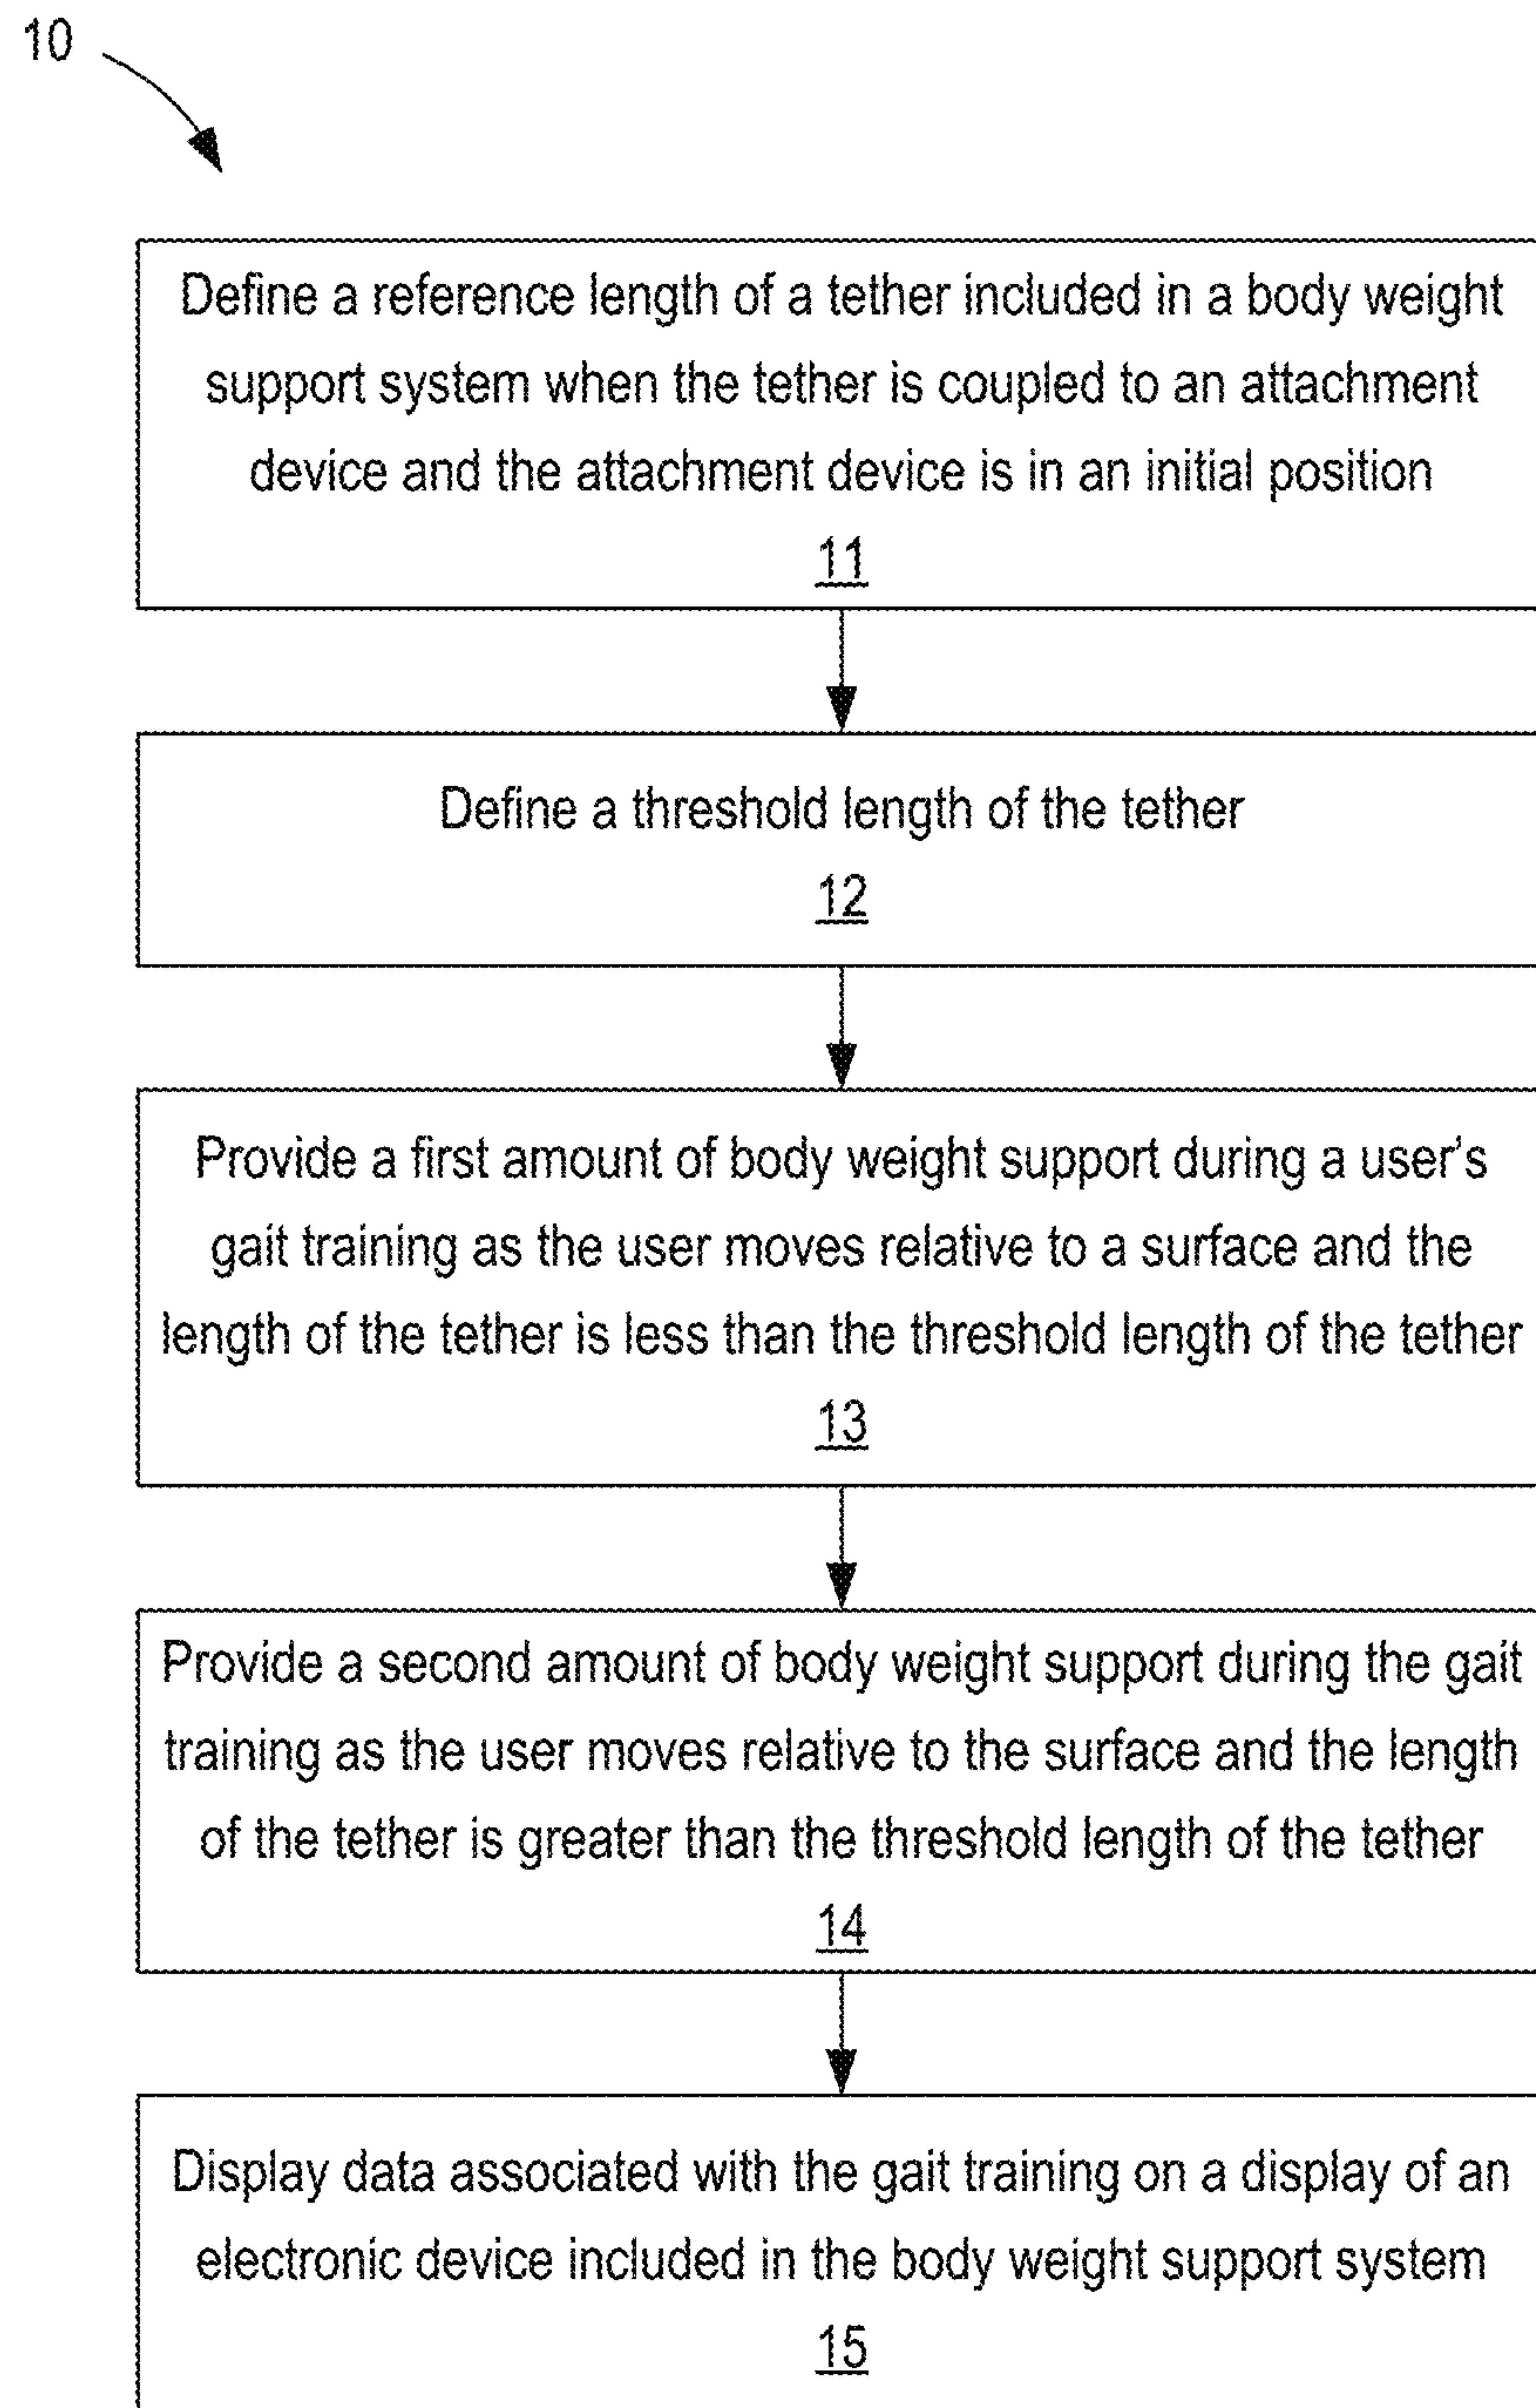 10
Define a reference length of a tether included in a body weight
support system when the tether is coupled to an attachment
device and the attachment device is in an initial position
11
Define a threshold length of the tether
12
Provide a first amount of body weight support during a user's
gait training as the user moves relative to a surface and the
length of the tether is less than the threshold length of the tether
13
Provide a second amount of body weight support during the gait
training as the user moves relative to the surface and the length
of the tether is greater than the threshold length of the tether
14
Display data associated with the gait training on a display of an
electronic device included in the body weight support system
15